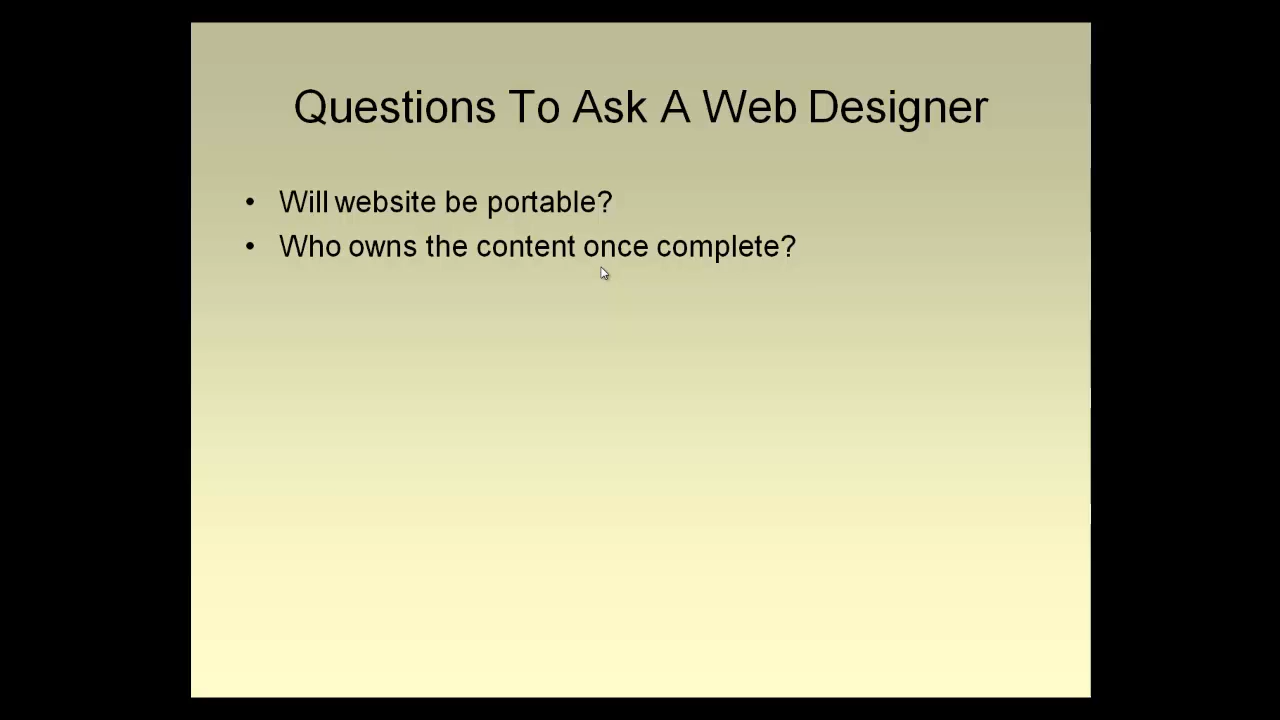 Questions To Ask A Web Designer
• Will website be portable?
• Who owns the content once complete?